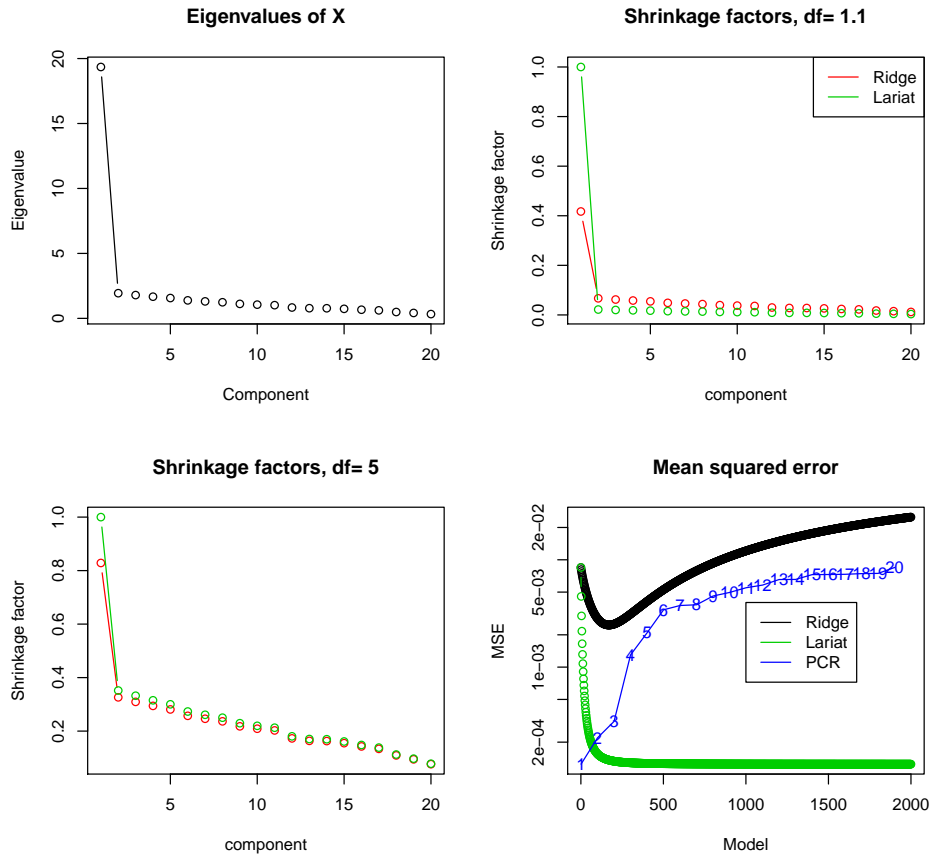 Eigenvalues of X
Eigenvalue
0
5
10
15
20
5
10
15
20
Component
Shrinkage factors, df= 1.1
Ridge
Lariat
Shrinkage factor
0.0
0.2
0.4
0.6
0.8
1.0
5
10
15
20
component
Shrinkage factors, df= 5
Shrinkage factor
0.2
0.4
0.6
0.8
1.0
5
10
15
20
component
Mean squared error
MSE
2e-04
1e-03
5e-03
2e-02
1
2
3
4
5
6
7
8
9
10
11
12
13
14
15
16
17
18
19
20
Ridge
Lariat
PCR
0
500
1000
1500
2000
Model